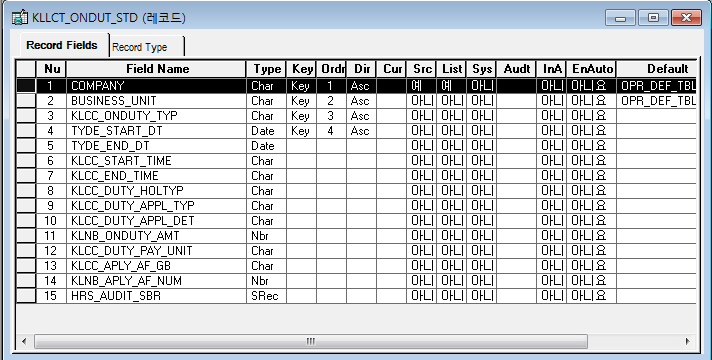 KLLCT_ONDUT_STD (레코드)
Record Fields Record Type
Nu Field Name Type Key Ordr Dir Cur Src List Sys Audt InA EnAuto Default
1 COMPANY Char Key 1 Asc 예 예 아니 아니 아니요 OPR_DEF_TBL
2 BUSINESS_UNIT Char Key 2 Asc 아니 아니 아니 아니 아니요 OPR_DEF_TBL
3 KLCC_ONDUTY_TYP Char Key 3 Asc 아니 아니 아니 아니 아니요
4 TYDE_START_DT Date Key 4 Asc 아니 아니 아니 아니 아니요
5 TYDE_END_DT Date 아니 아니 아니 아니 아니요
6 KLCC_START_TIME Char 아니 아니 아니 아니 아니요
7 KLCC_END_TIME Char 아니 아니 아니 아니 아니요
8 KLCC_DUTY_HOLTYP Char 아니 아니 아니 아니 아니요
9 KLCC_DUTY_APPL_TYP Char 아니 아니 아니 아니 아니요
10 KLCC_DUTY_APPL_DET Char 아니 아니 아니 아니 아니요
11 KLNB_ONDUTY_AMT Nbr 아니 아니 아니 아니 아니요
12 KLCC_DUTY_PAY_UNIT Char 아니 아니 아니 아니 아니요
13 KLCC_APLY_AF_GB Char 아니 아니 아니 아니 아니요
14 KLNB_APLY_AF_NUM Nbr 아니 아니 아니 아니 아니요
15 HRS_AUDIT_SBR SRec 아니 아니 아니 아니 아니요